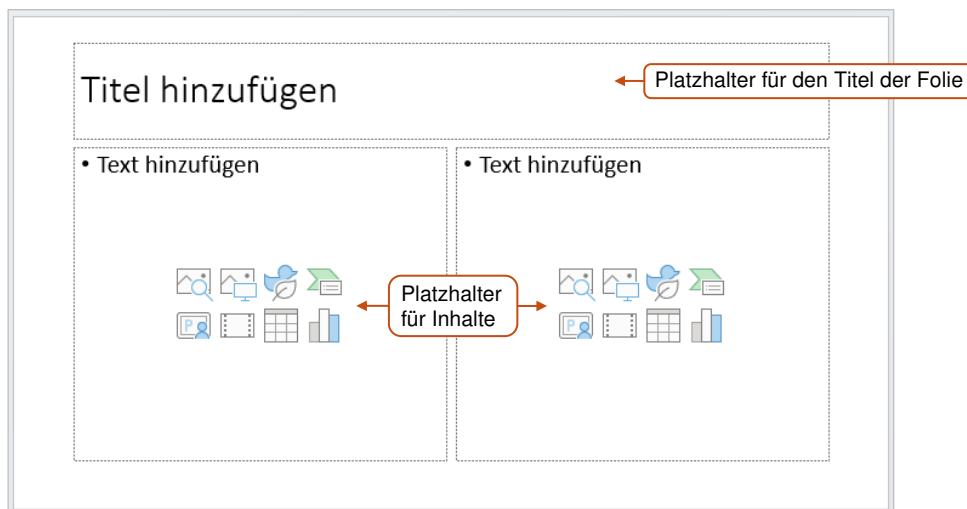 Titel hinzufügen
Platzhalter für den Titel der Folie
• Text hinzufügen
• Text hinzufügen
Platzhalter
für Inhalte
P
P